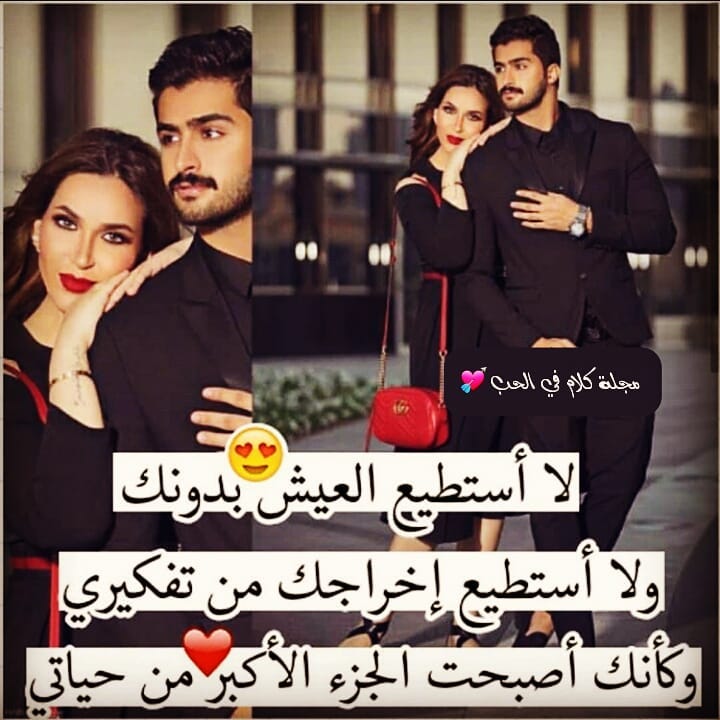 مجلة كلام في الحب
لا أستطيع العيش بدونك
ولا أستطيع إخراجك من تفكيري
وكأنك أصبحت الجزء الأكبر من حياتي